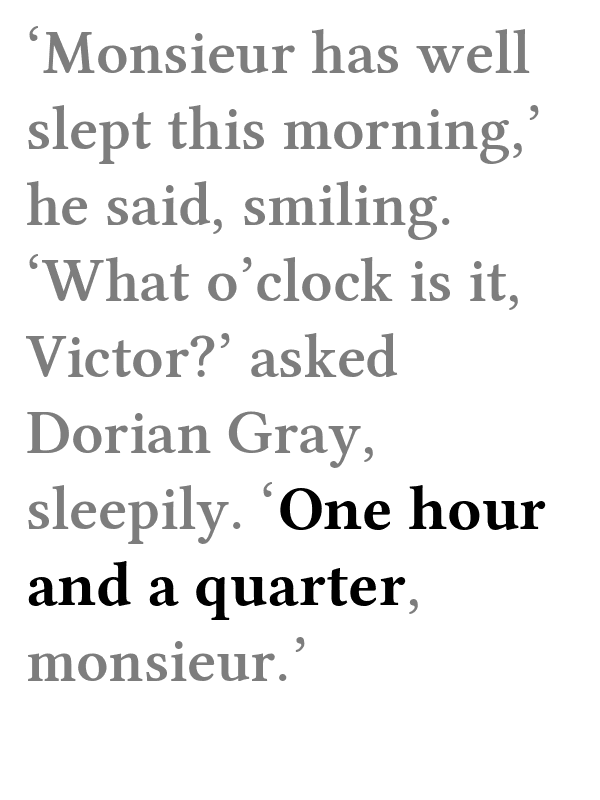 ‘Monsieur has well
slept this morning,’
he said, smiling.
‘What o’clock is it,
Victor?’ asked
Dorian Gray,
sleepily. ‘One hour
and a quarter,
monsieur.’